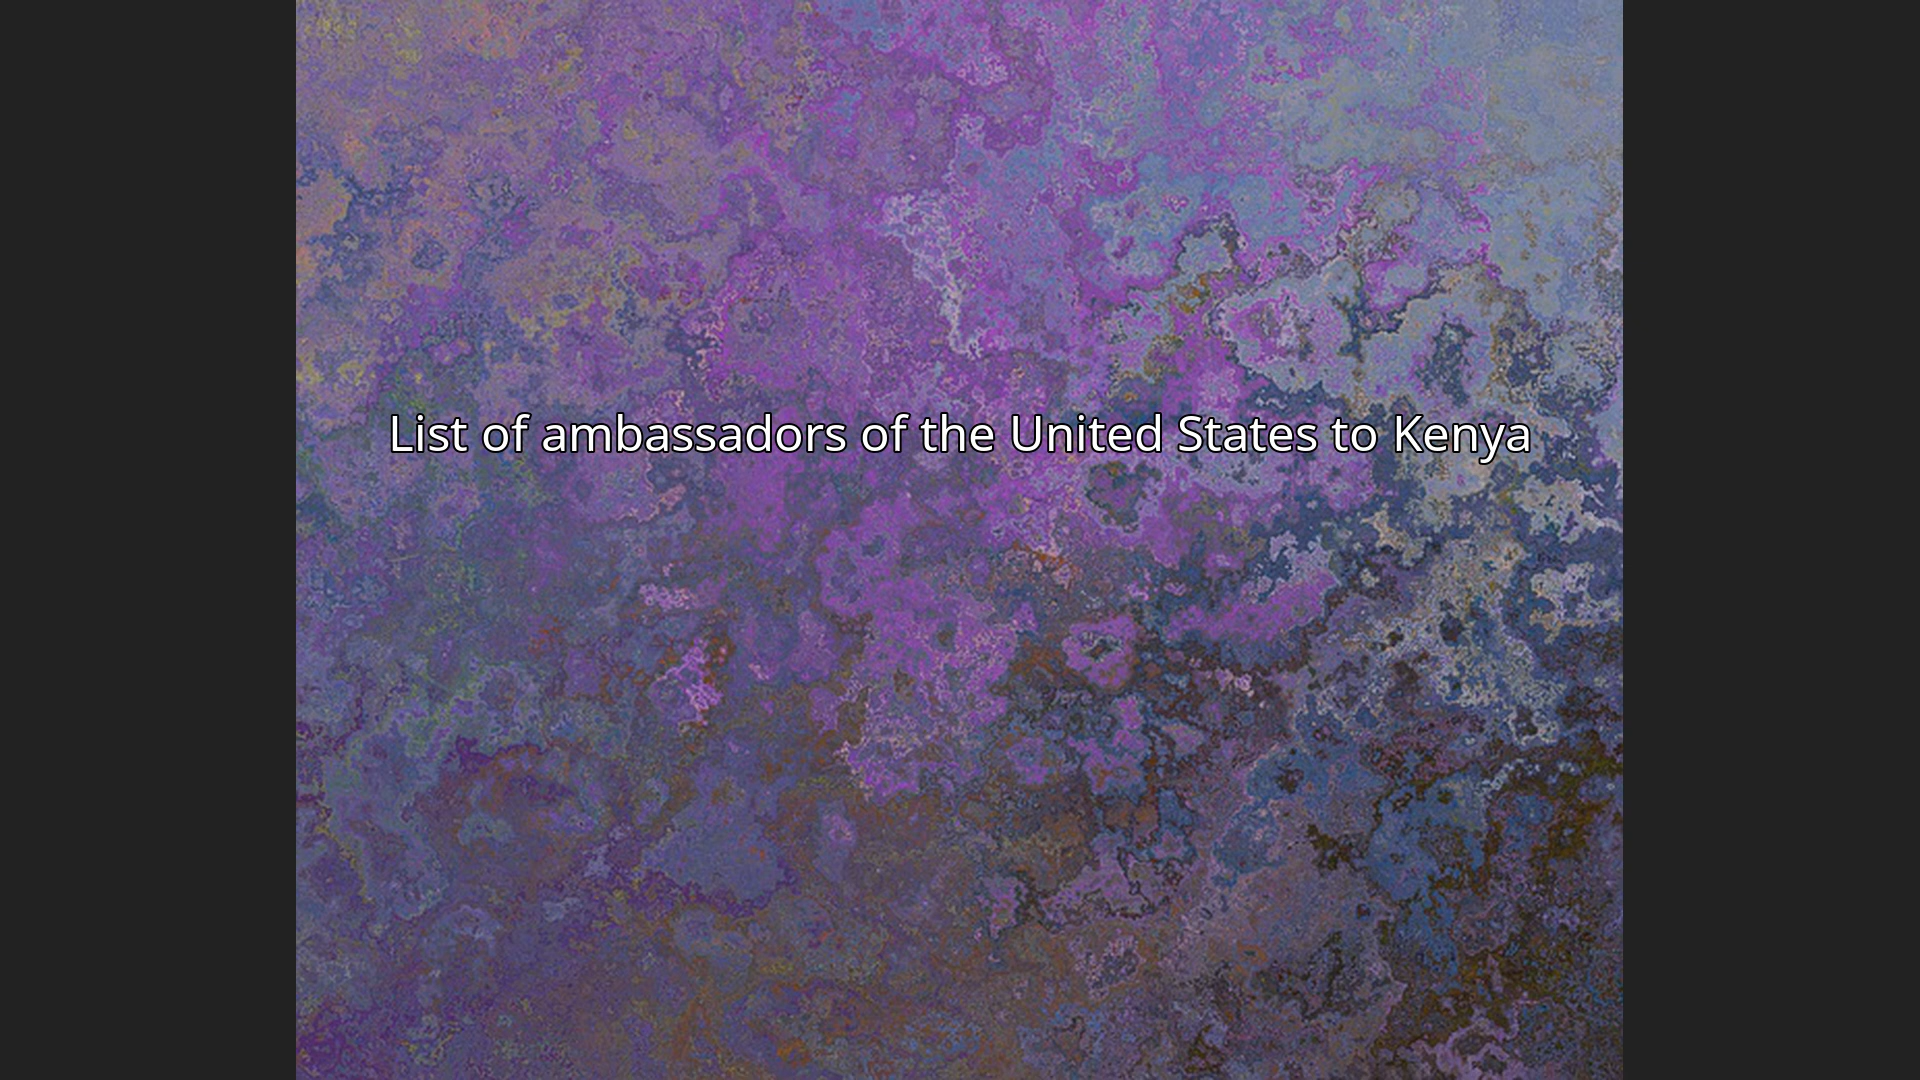 List of ambassadors of the United States to Kenya